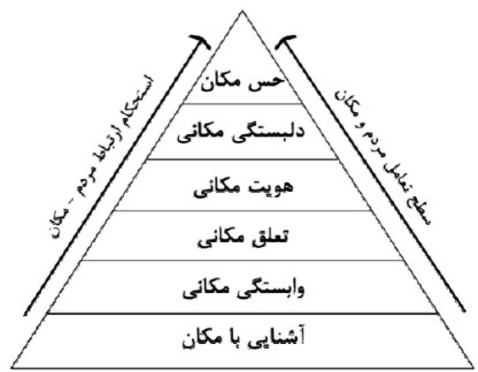 حس مکان
دلبستگی مکانی
هویت مکانی
تعلق مکانی
وابستگی مکانی
آشنایی با مکان
استحکام ارتباط مردم - مکان
سطح تعامل مردم و مکان